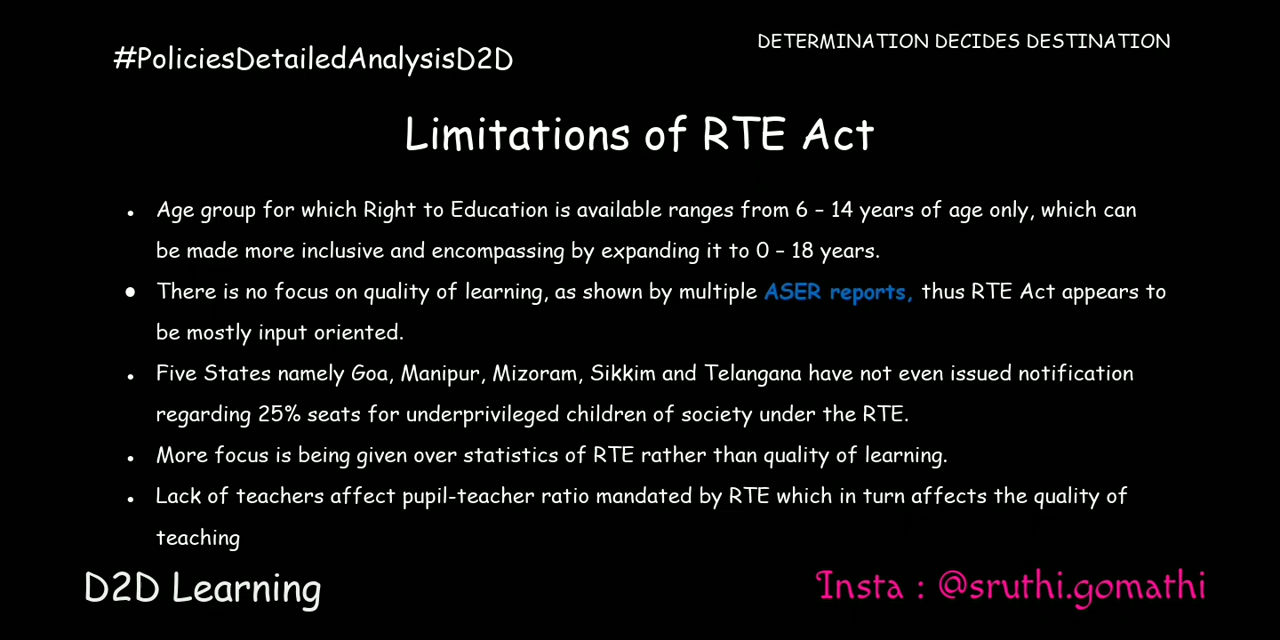 #PoliciesDetailedAnalysisD2D
DETERMINATION DECIDES DESTINATION
Limitations of RTE Act
• Age group for which Right to Education is available ranges from 6 – 14 years of age only, which can
be made more inclusive and encompassing by expanding it to 0 – 18 years.
• There is no focus on quality of learning, as shown by multiple ASER reports, thus RTE Act appears to
be mostly input oriented.
• Five States namely Goa, Manipur, Mizoram, Sikkim and Telangana have not even issued notification
regarding 25% seats for underprivileged children of society under the RTE.
• More focus is being given over statistics of RTE rather than quality of learning.
• Lack of teachers affect pupil-teacher ratio mandated by RTE which in turn affects the quality of
teaching
D2D Learning
Insta : @sruthi.gomathi